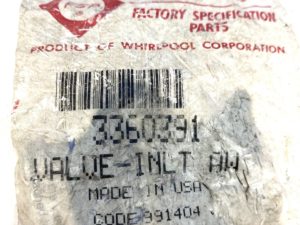 FACTORY SPECIFICATION
PARTS
PRODUCT OF WHIRLPOOL CORPORATION
3360391
VALVE-INLT AW
MADE IN USA
CODE 991404